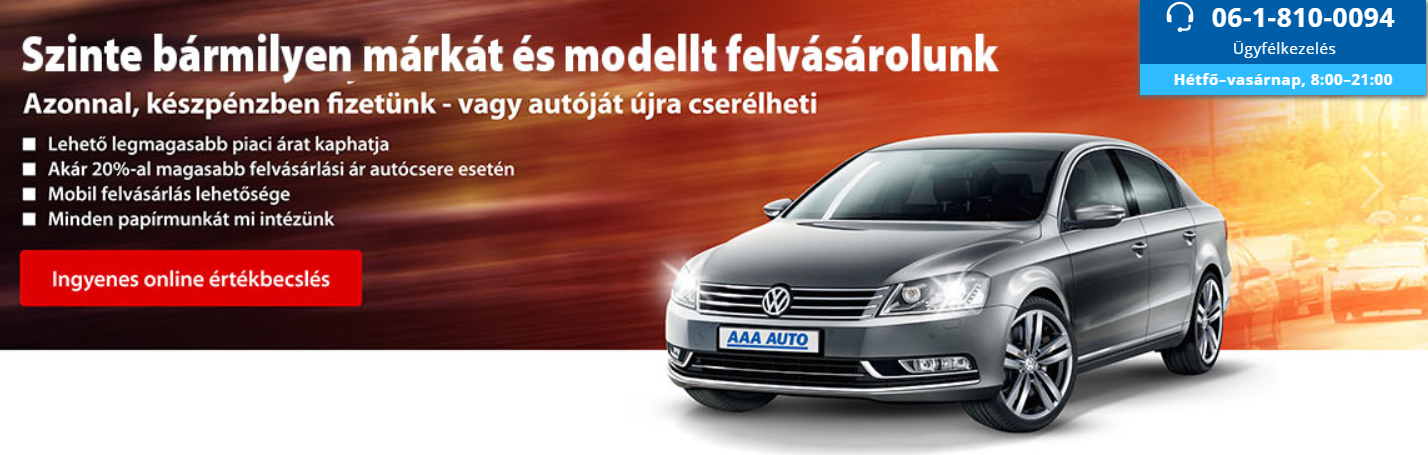 Szinte bármilyen márkát és modellt felvásárolunk
Azonnal, készpénzben fizetünk - vagy autóját újra cserélheti
Lehető legmagasabb piaci árat kaphatja
Akár 20%-al magasabb felvásárlási ár autócsere esetén
Mobil felvásárlás lehetősége
Minden papírmunkát mi intézünk
Ingyenes online értékbecslés
06-1-810-0094
Ügyfélkezelés
Hétfő–vasárnap, 8:00–21:00
AAA AUTO